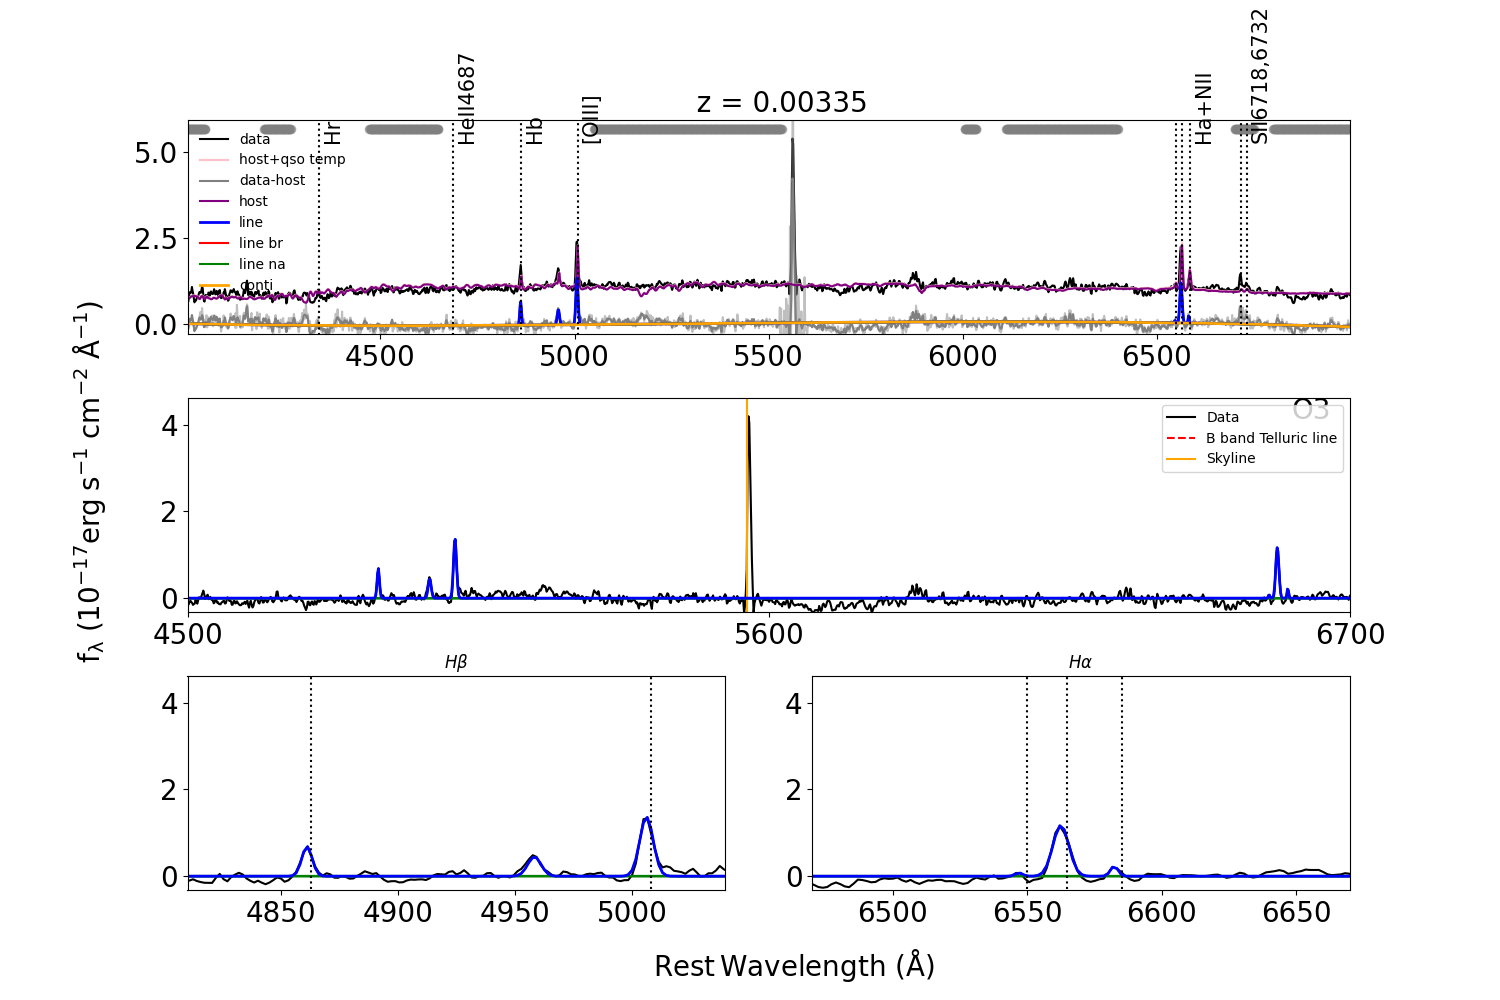 z = 0.00335
Hr
HeII4687
Hb
[OIII]
Ha+NII
SII6718,6732
data
host+qso temp
data-host
host
line
line br
line na
conti
5.0
2.5
0.0
4500
5000
5500
6000
6500
fλ (10−17erg s−1 cm−2 Å−1)
O3
Data
B band Telluric line
Skyline
4
2
0
4500
5600
6700
Hβ
4
2
0
4850
4900
4950
5000
Hα
4
2
0
6500
6550
6600
6650
Rest Wavelength (Å)